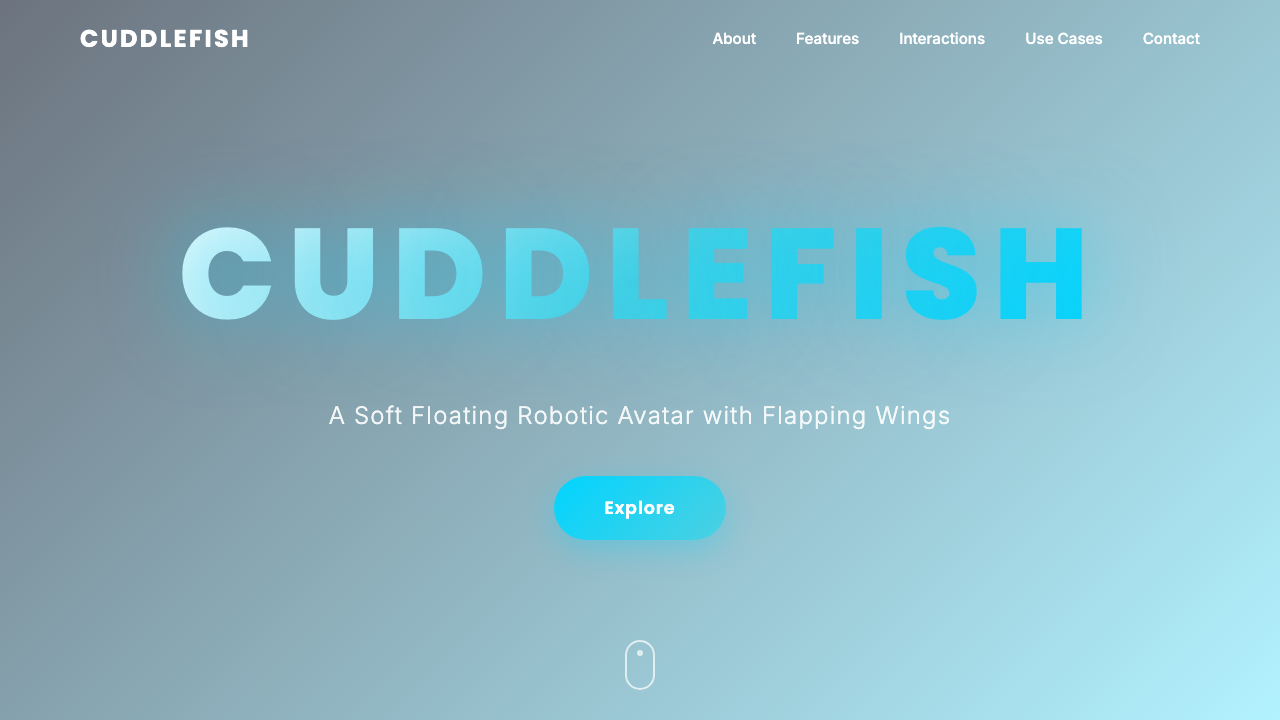 CUDDLEFISH
About Features Interactions Use Cases Contact
CUDDLEFISH
A Soft Floating Robotic Avatar with Flapping Wings
Explore